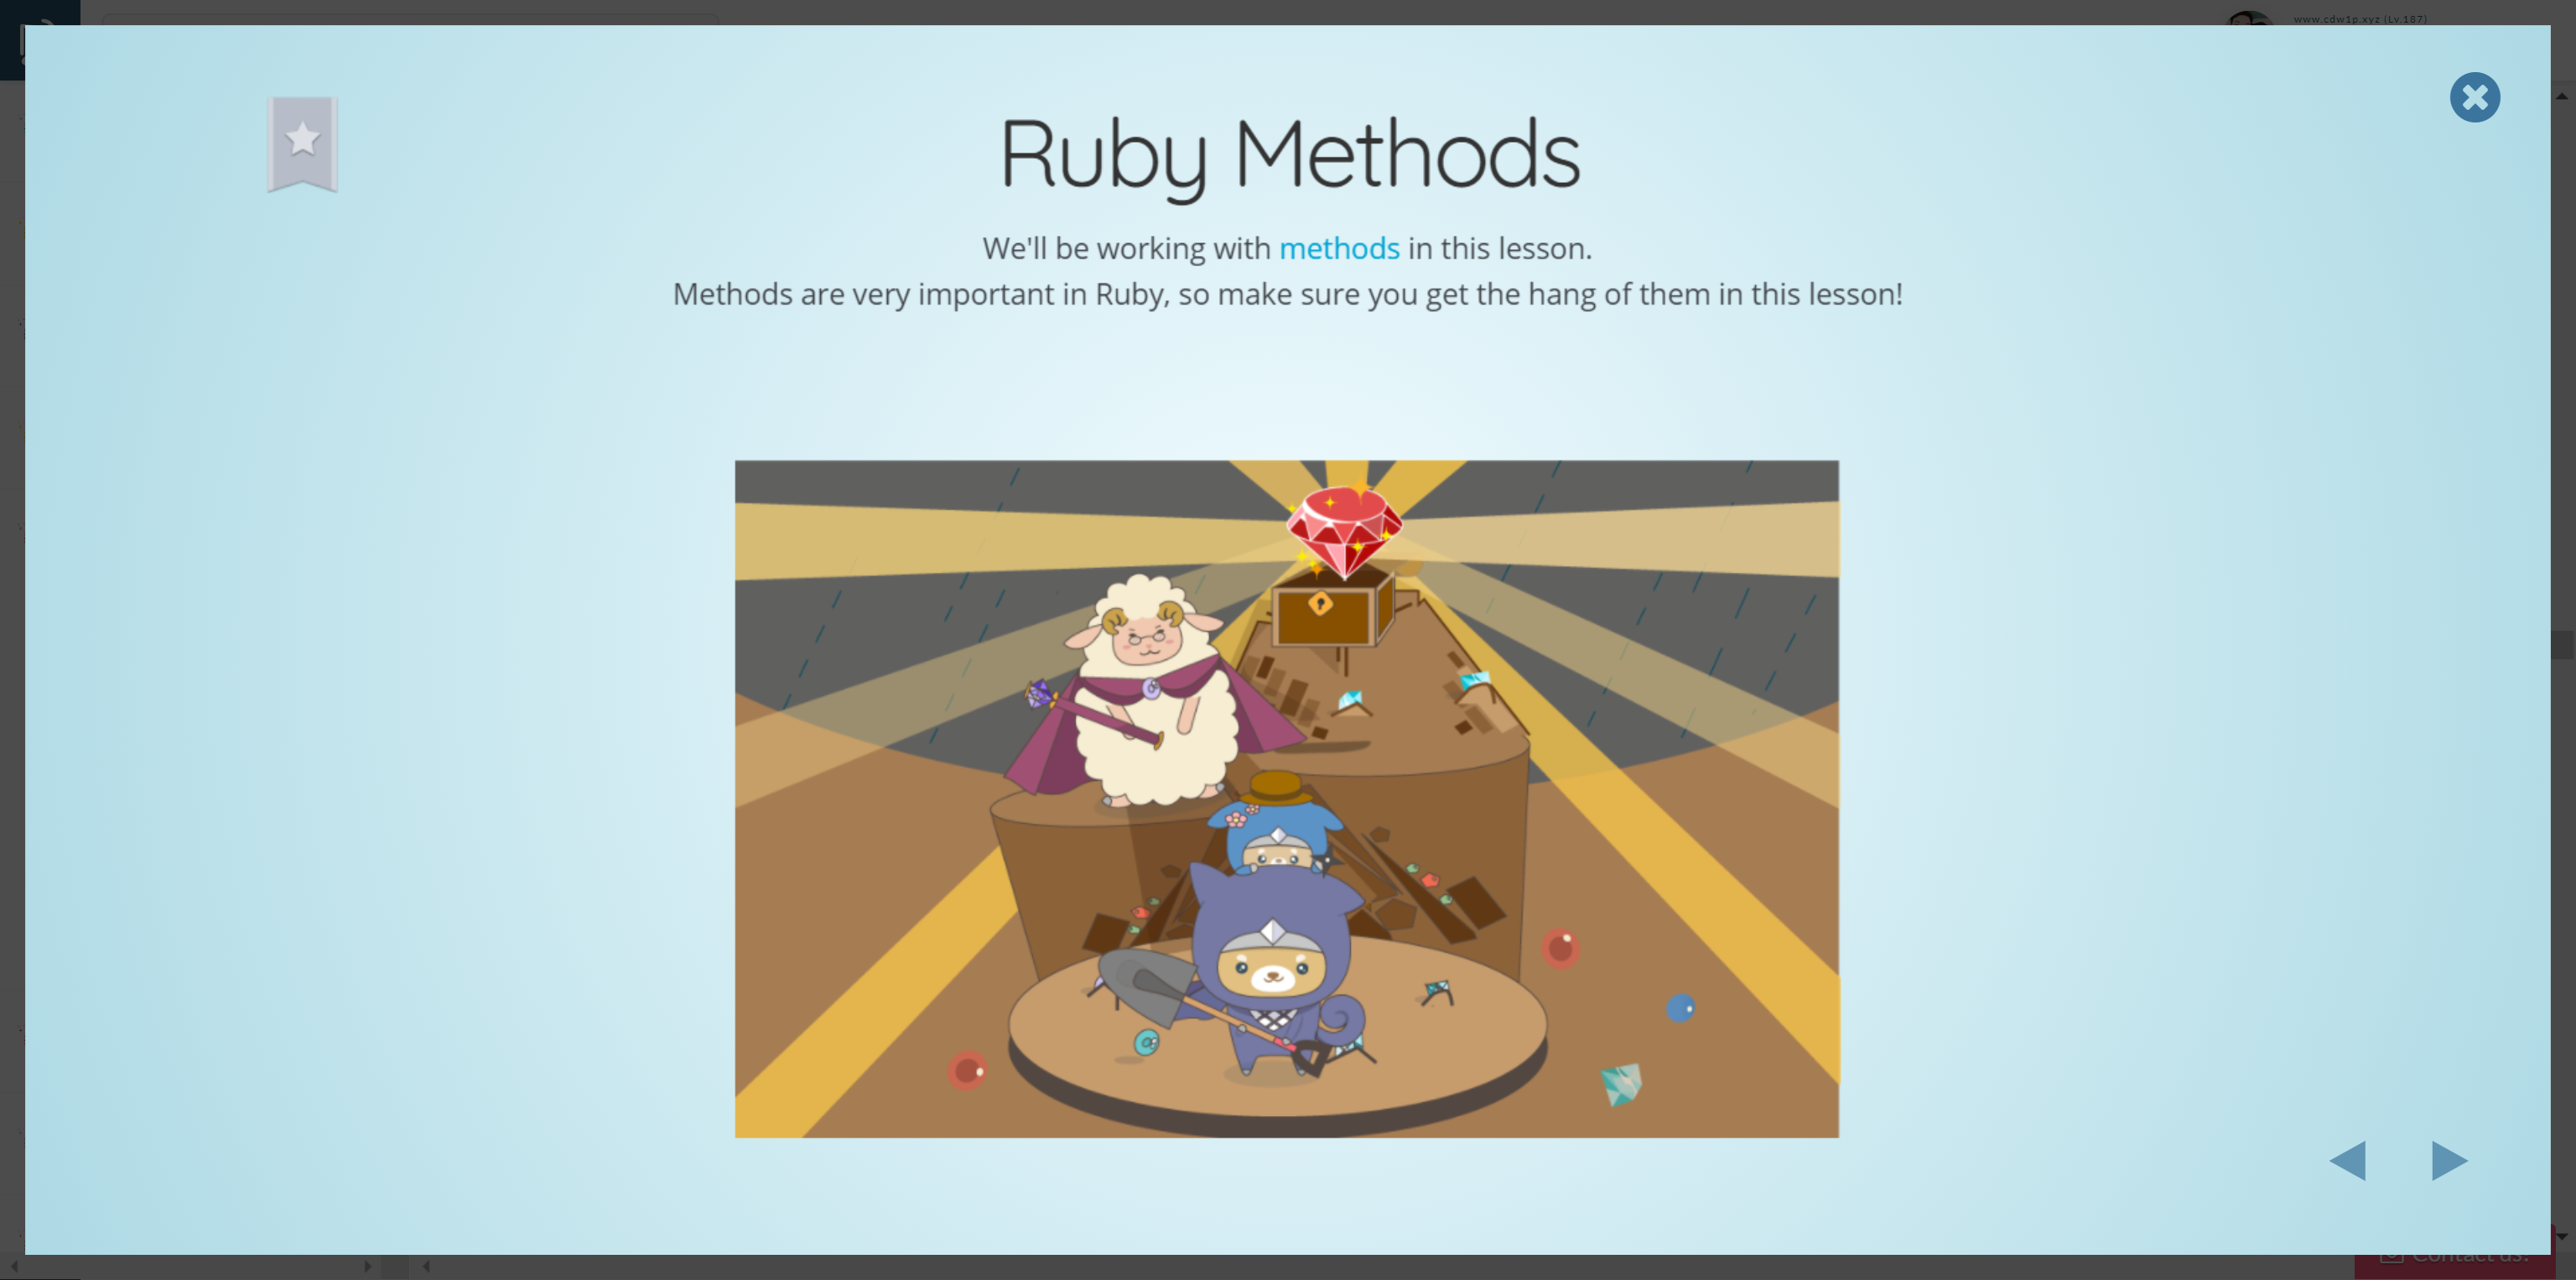 www.cdw1p.xyz (Lv.187)
Ruby Methods
We'll be working with methods in this lesson.
Methods are very important in Ruby, so make sure you get the hang of them in this lesson!
Contact us!